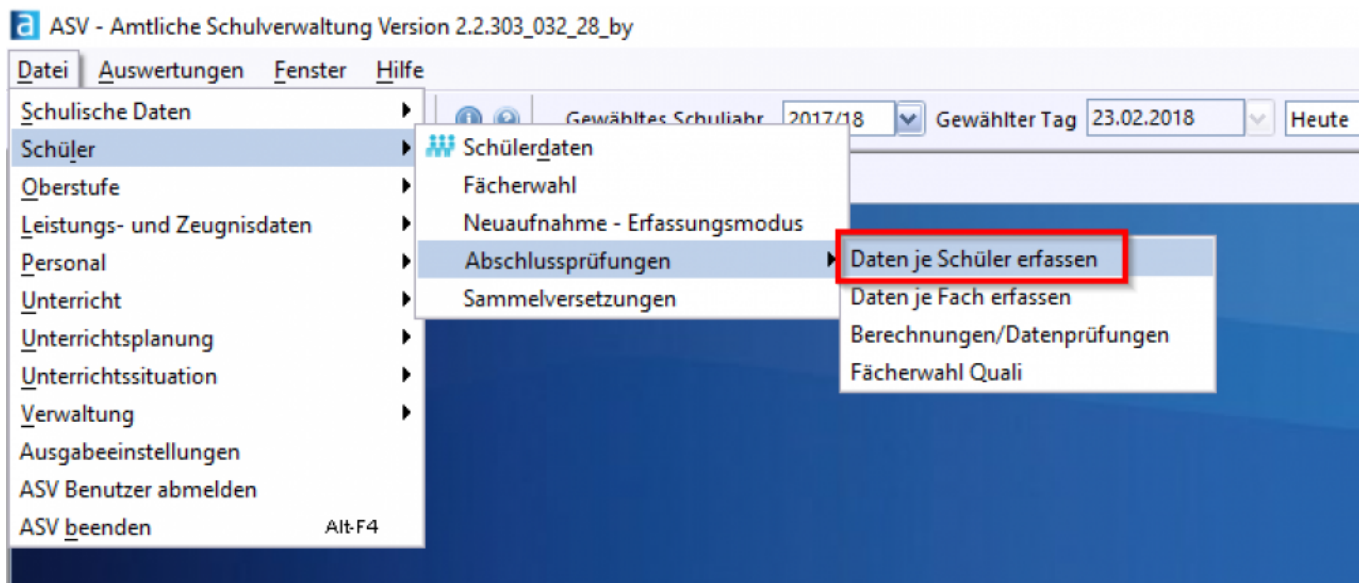 a ASV - Amtliche Schulverwaltung Version 2.2.303_032_28_by
Datei Auswertungen Fenster Hilfe
Gewähltes Schuljahr 2017/18 Gewählter Tag 23.02.2018 Heute
Schulische Daten
Schüler
Oberstufe
Leistungs- und Zeugnisdaten
Personal
Unterricht
Unterrichtsplanung
Unterrichtssituation
Verwaltung
Ausgabeeinstellungen
ASV Benutzer abmelden
ASV beenden Alt-F4
Schülerdaten
Fächerwahl
Neuaufnahme - Erfassungsmodus
Abschlussprüfungen
Sammelversetzungen
Daten je Schüler erfassen
Daten je Fach erfassen
Berechnungen/Datenprüfungen
Fächerwahl Quali